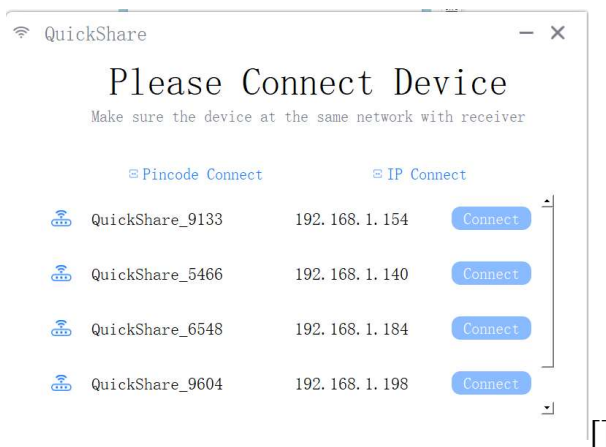 QuickShare
Please Connect Device
Make sure the device at the same network with receiver
Pincode Connect IP Connect
QuickShare_9133 192.168.1.154 Connect
QuickShare_5466 192.168.1.140 Connect
QuickShare_6548 192.168.1.184 Connect
QuickShare_9604 192.168.1.198 Connect